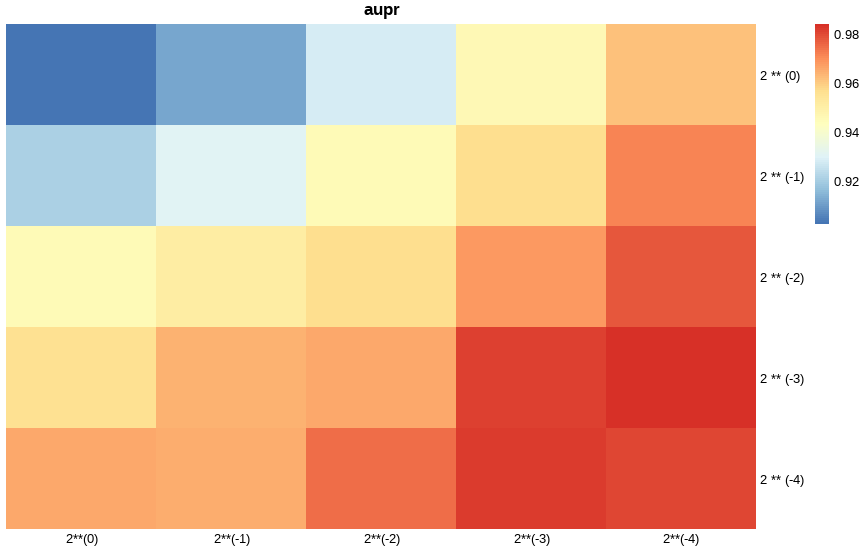 aupr
2 ** (0)
2 ** (-1)
2 ** (-2)
2 ** (-3)
2 ** (-4)
2**(0) 2**(-1) 2**(-2) 2**(-3) 2**(-4)
0.98
0.96
0.94
0.92